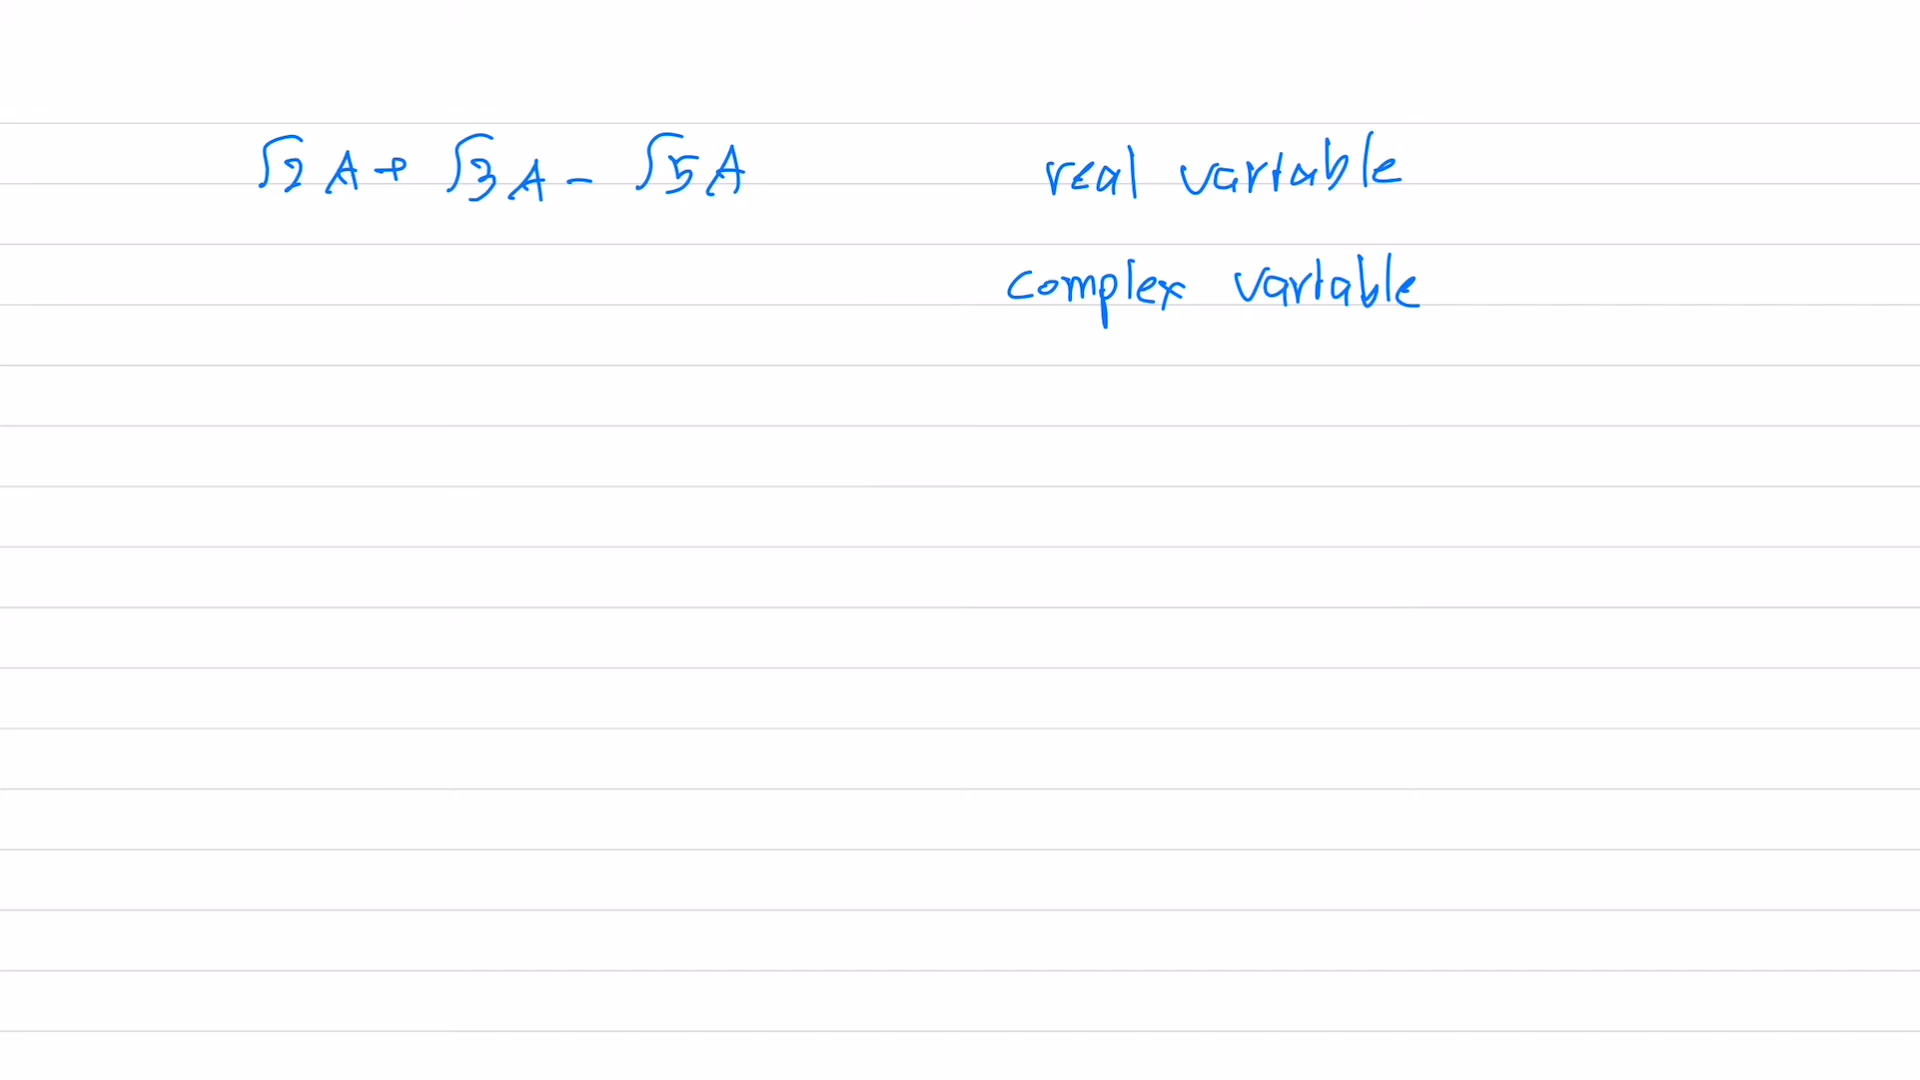 √2 A + √3 A - √5 A
real variable
complex variable